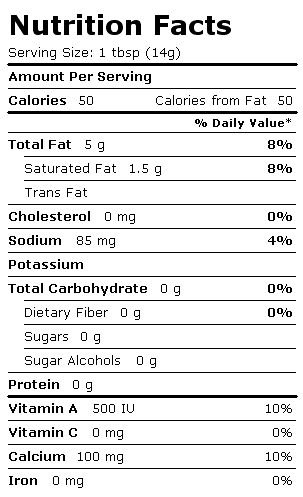 Nutrition Facts
Serving Size: 1 tbsp (14g)
Amount Per Serving
Calories 50 Calories from Fat 50
% Daily Value*
Total Fat 5 g 8%
Saturated Fat 1.5 g 8%
Trans Fat
Cholesterol 0 mg 0%
Sodium 85 mg 4%
Potassium
Total Carbohydrate 0 g 0%
Dietary Fiber 0 g 0%
Sugars 0 g
Sugar Alcohols 0 g
Protein 0 g
Vitamin A 500 IU 10%
Vitamin C 0 mg 0%
Calcium 100 mg 10%
Iron 0 mg 0%